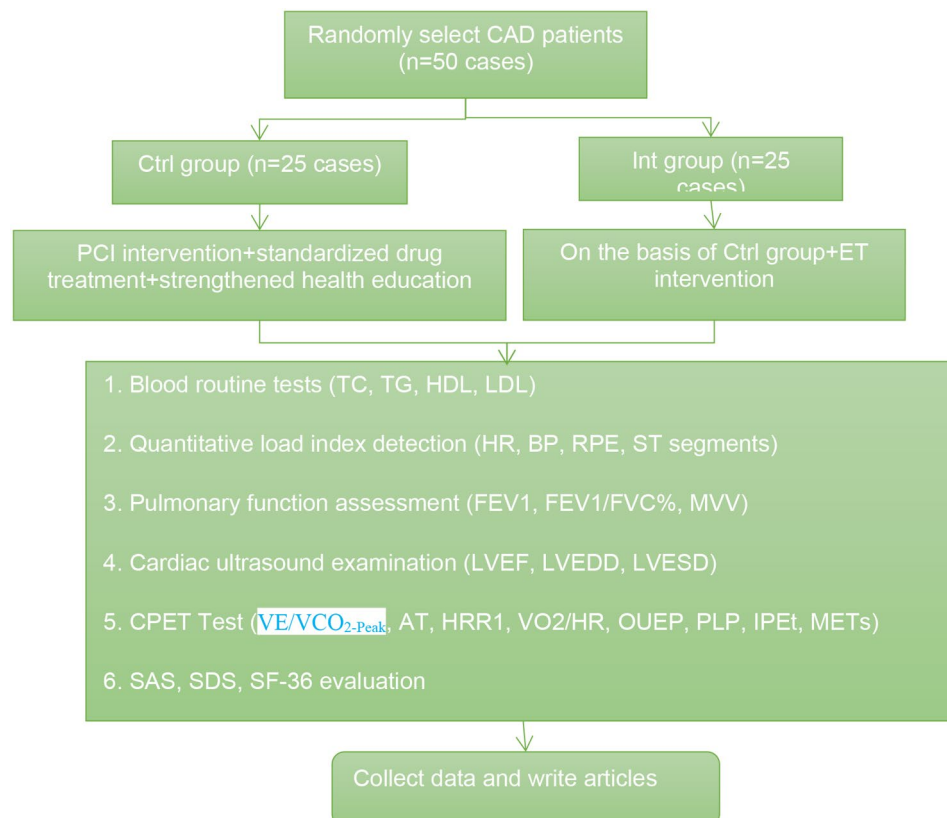 Randomly select CAD patients
(n=50 cases)
Ctrl group (n=25 cases)
Int group (n=25
cases)
PCI intervention+standardized drug
treatment+strengthened health education
On the basis of Ctrl group+ET
intervention
1. Blood routine tests (TC, TG, HDL, LDL)
2. Quantitative load index detection (HR, BP, RPE, ST segments)
3. Pulmonary function assessment (FEV1, FEV1/FVC%, MVV)
4. Cardiac ultrasound examination (LVEF, LVEDD, LVESD)
5. CPET Test (VE/VCO2-Peak, AT, HRR1, VO2/HR, OUEP, PLP, IPEt, METs)
6. SAS, SDS, SF-36 evaluation
Collect data and write articles